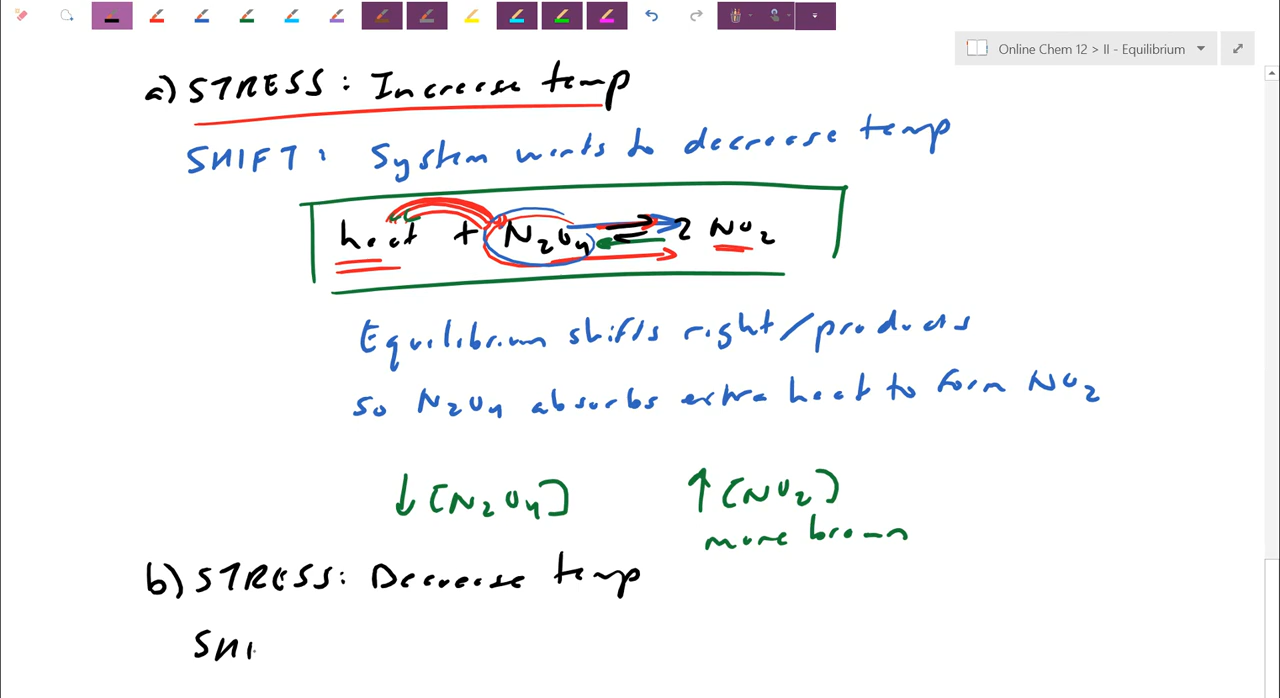 Online Chem 12 > II - Equilibrium
a) STRESS: Increase temp
SHIFT: System wants to decrease temp
heat + N2O4 ⇌ 2 NO2
Equilibrium shifts right/products
so N2O4 absorbs extra heat to form NO2
↓ [N2O4] ↑ [NO2]
more brown
b) STRESS: Decrease temp
SHI